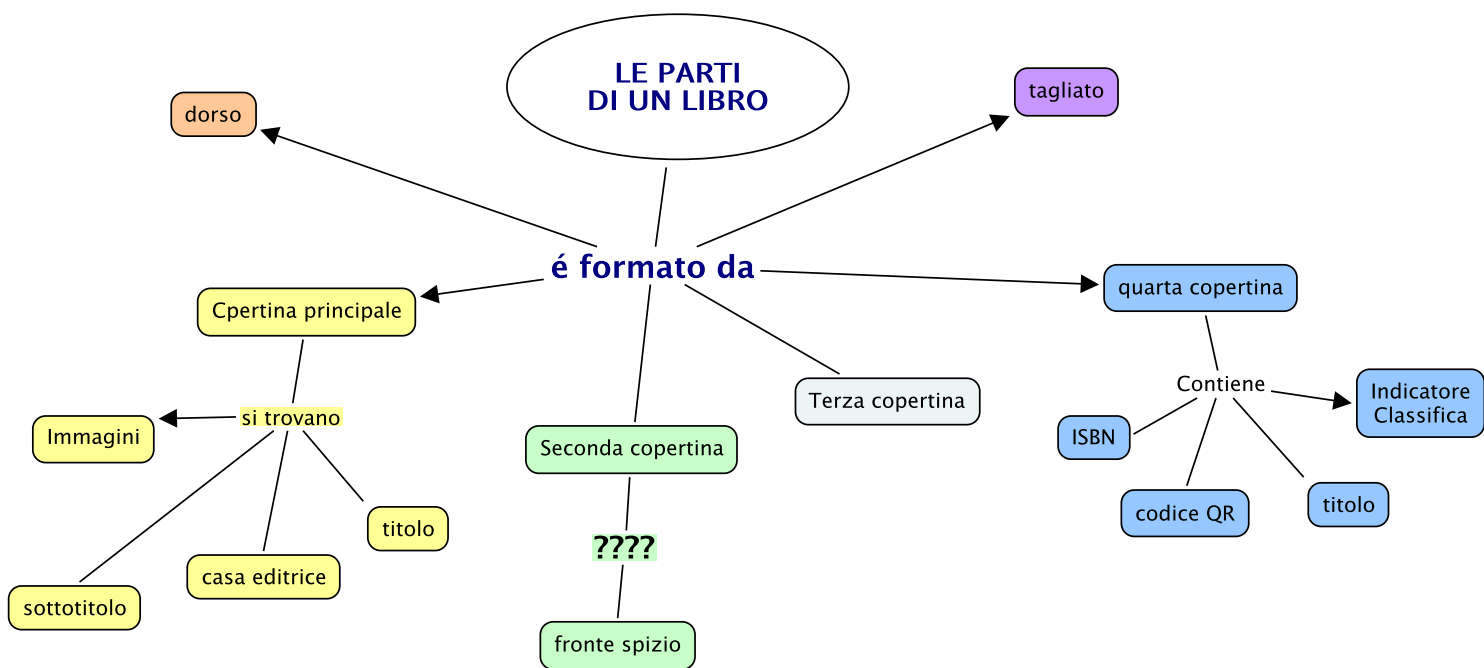 LE PARTI
DI UN LIBRO
dorso
tagliato
é formato da
Cpertina principale
quarta copertina
si trovano
Immagini
sottotitolo
casa editrice
titolo
Seconda copertina
????
fronte spizio
Terza copertina
Contiene
ISBN
codice QR
titolo
Indicatore
Classifica